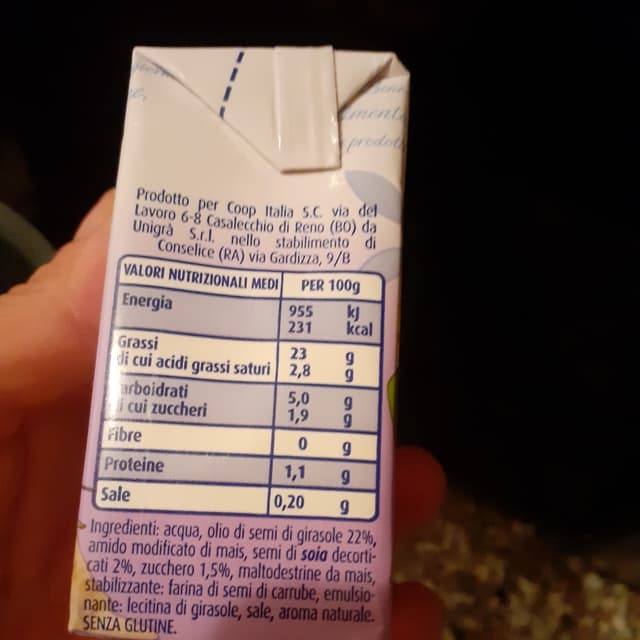 Prodotto per Coop Italia S.C. via del
Lavoro 6-8 Casalecchio di Reno (BO) da
Unigrà S.r.l. nello stabilimento di
Conselice (RA) via Gardizza, 9/B
VALORI NUTRIZIONALI MEDI PER 100g
Energia 955 kJ
231 kcal
Grassi 23 g
di cui acidi grassi saturi 2,8 g
arboidrati 5,0 g
di cui zuccheri 1,9 g
Fibre 0 g
Proteine 1,1 g
Sale 0,20 g
Ingredienti: acqua, olio di semi di girasole 22%,
amido modificato di mais, semi di soia decorti-
cati 2%, zucchero 1,5%, maltodestrine da mais,
stabilizzante: farina di semi di carrube, emulsio-
nante: lecitina di girasole, sale, aroma naturale.
SENZA GLUTINE.